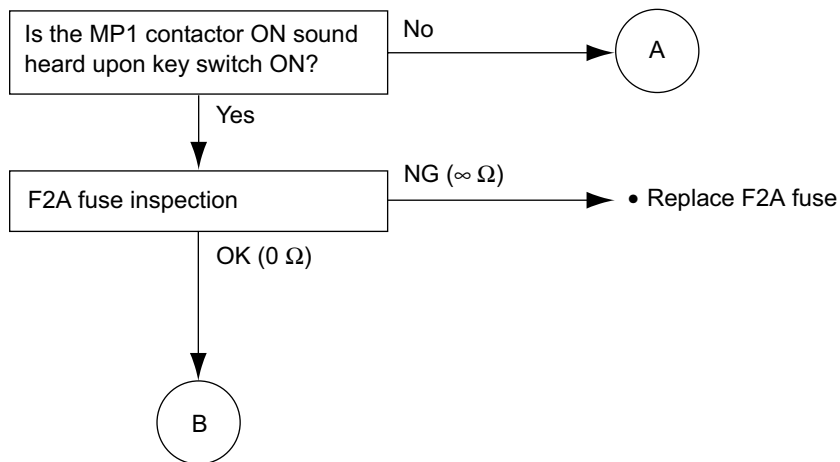 Is the MP1 contactor ON sound
heard upon key switch ON?
No
A
Yes
F2A fuse inspection
NG (∞ Ω)
• Replace F2A fuse
OK (0 Ω)
B